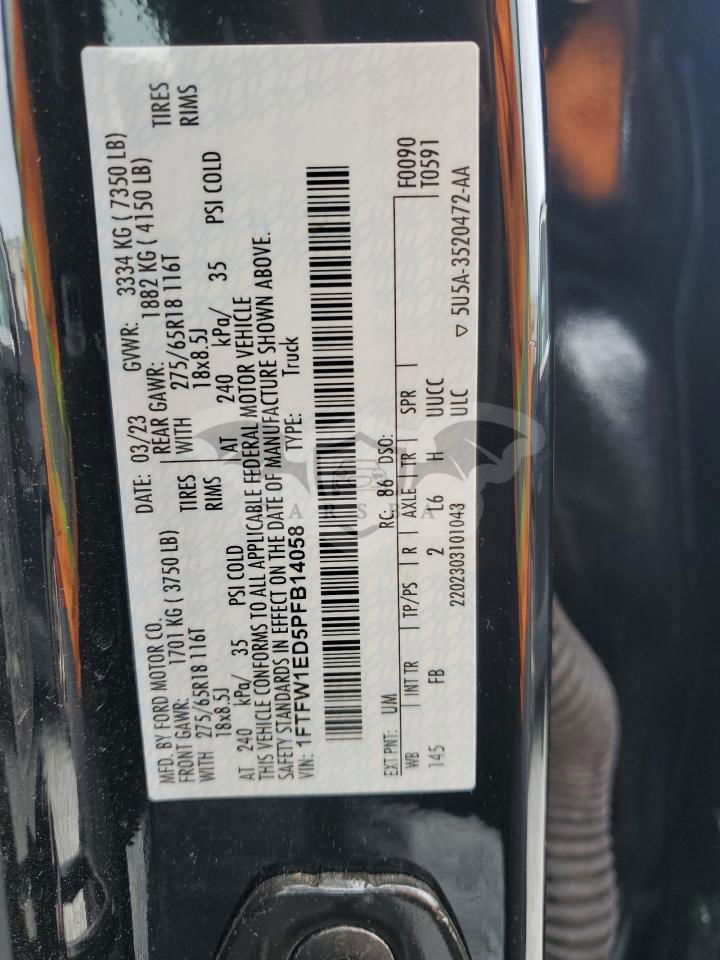 MFD. BY FORD MOTOR CO.
DATE: 03/23 GVWR: 3334 KG ( 7350 LB)
FRONT GAWR: 1701 KG ( 3750 LB) REAR GAWR: 1882 KG ( 4150 LB)
WITH 275/65R18 116T TIRES WITH 275/65R18 116T TIRES
18x8.5J RIMS 18x8.5J RIMS
AT 240 kPa/ 35 PSI COLD AT 240 kPa/ 35 PSI COLD
THIS VEHICLE CONFORMS TO ALL APPLICABLE FEDERAL MOTOR VEHICLE
SAFETY STANDARDS IN EFFECT ON THE DATE OF MANUFACTURE SHOWN ABOVE.
VIN: 1FTFW1ED5PFB14058 TYPE: Truck
EXT PNT: UM RC: 86 DSO: F0090
WB INT TR TP/PS R AXLE TR SPR T0591
145 FB 2 L6 H UUCC
2202303101043 ULC ▽ 5U5A-3520472-AA